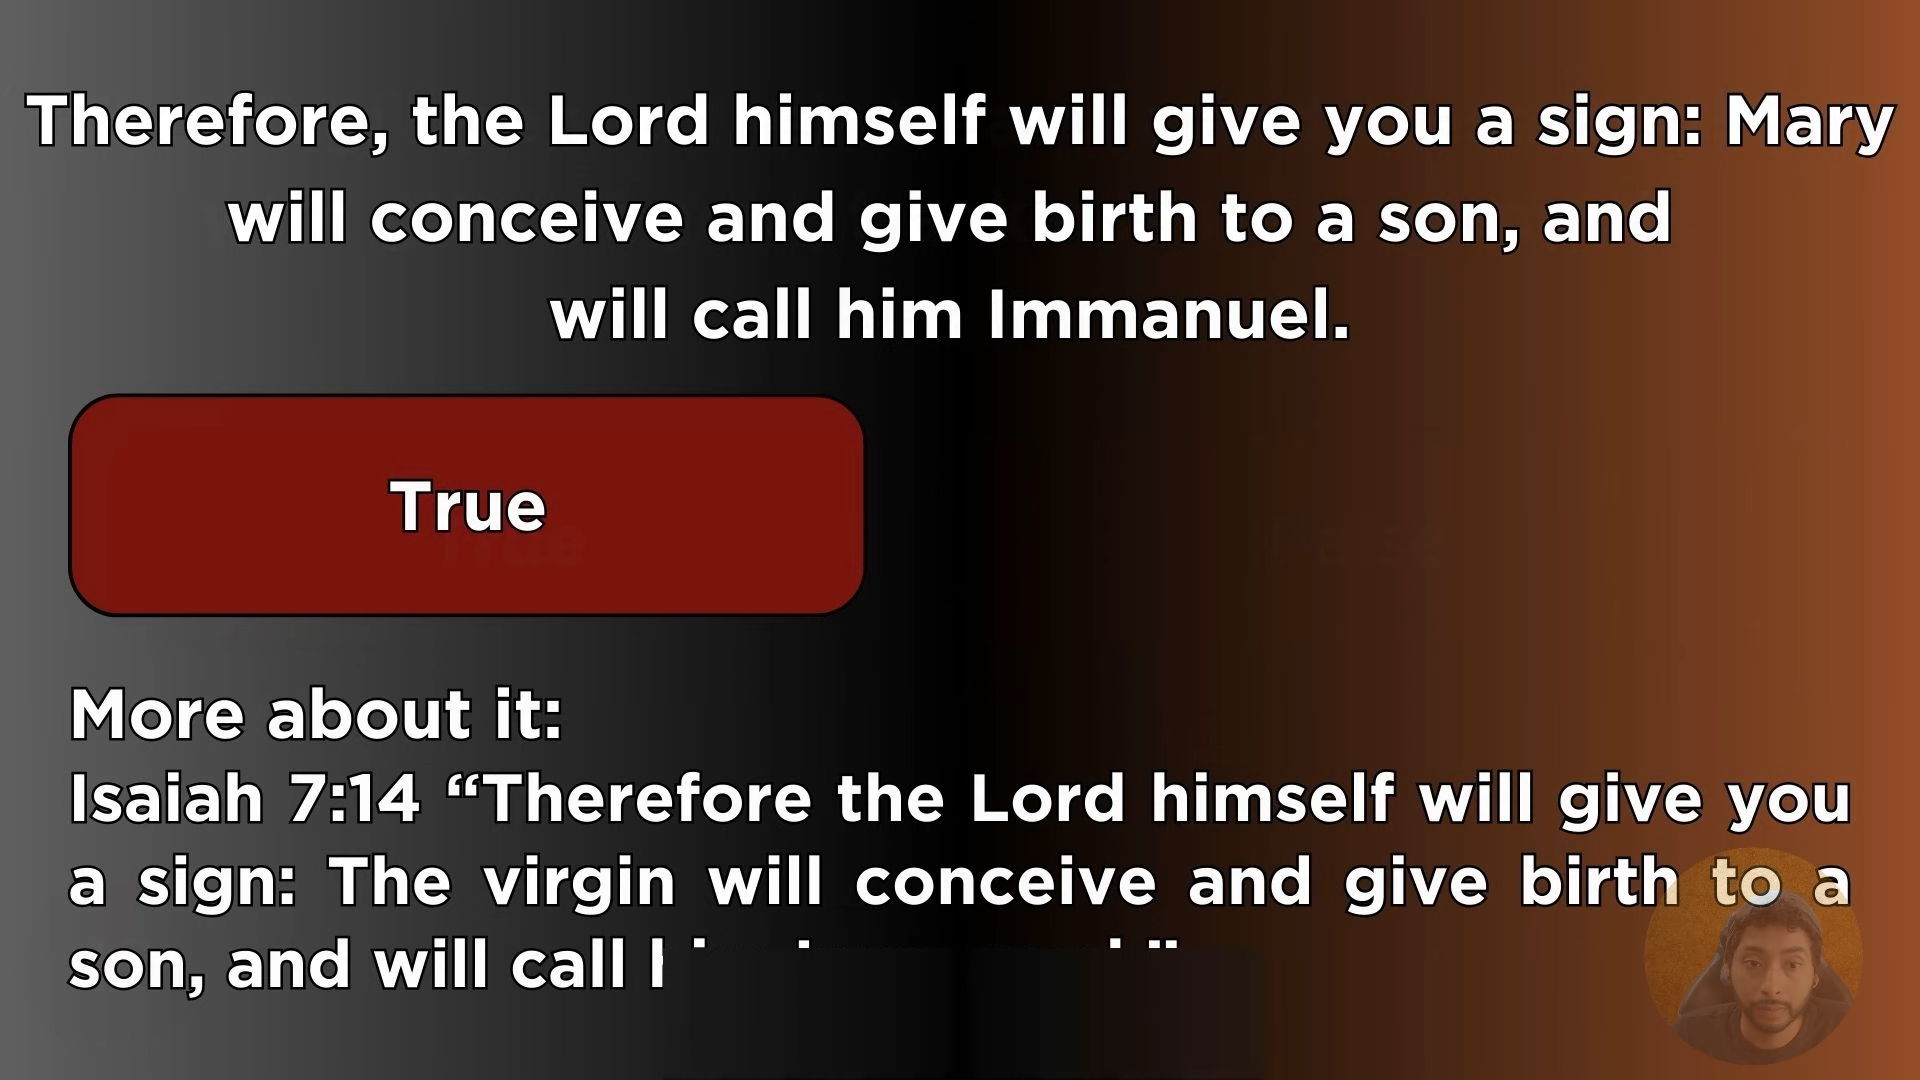 Therefore, the Lord himself will give you a sign: Mary
will conceive and give birth to a son, and
will call him Immanuel.
True
More about it:
Isaiah 7:14 “Therefore the Lord himself will give you
a sign: The virgin will conceive and give birth to a
son, and will call